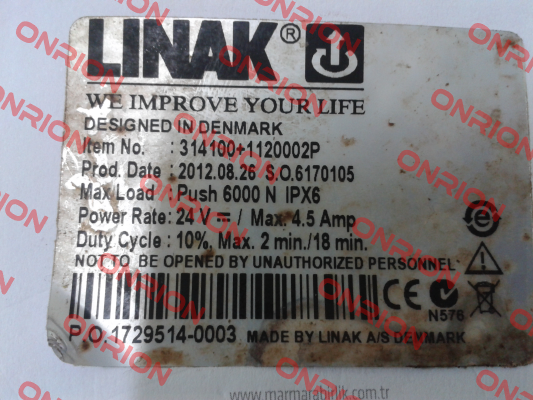 LINAK®
WE IMPROVE YOUR LIFE
DESIGNED IN DENMARK
Item No. : 314100+1120002P
Prod. Date : 2012.08.26 S.O.6170105
Max Load : Push 6000 N IPX6
Power Rate: 24 V ⎓ / Max. 4.5 Amp
Duty Cycle : 10%, Max. 2 min./18 min.
NOT TO BE OPENED BY UNAUTHORIZED PERSONNEL
CE
N576
P.O.1729514-0003 MADE BY LINAK A/S DENMARK
www.marmarabirlik.com.tr
ONRION